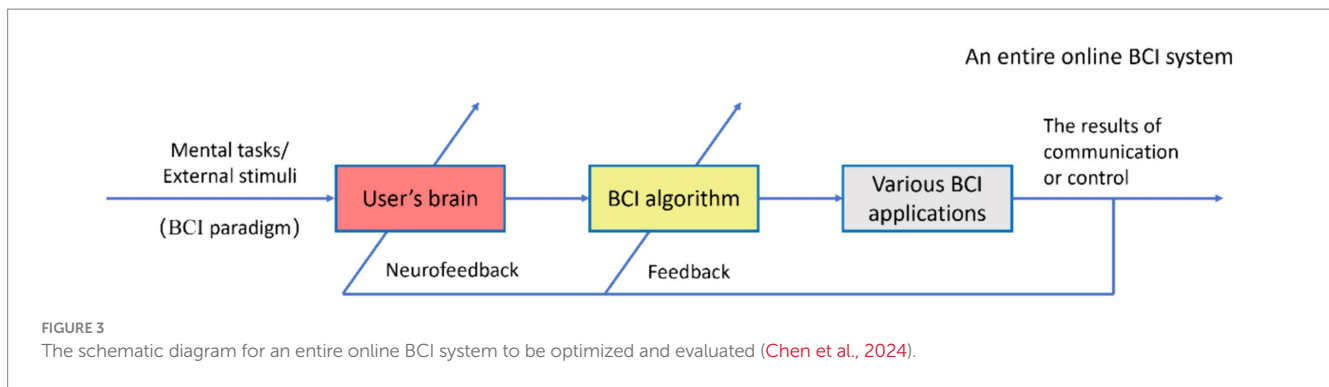 An entire online BCI system
Mental tasks/
External stimuli
(BCI paradigm)
User's brain
BCI algorithm
Various BCI
applications
The results of
communication
or control
Neurofeedback
Feedback
FIGURE 3
The schematic diagram for an entire online BCI system to be optimized and evaluated (Chen et al., 2024).